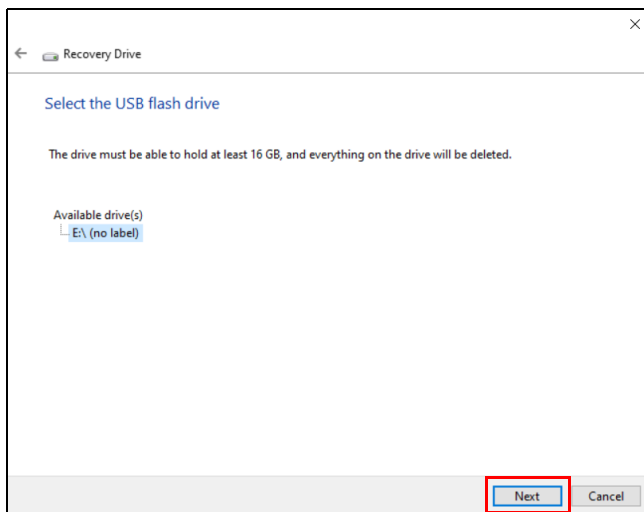 Recovery Drive
Select the USB flash drive
The drive must be able to hold at least 16 GB, and everything on the drive will be deleted.
Available drive(s)
E:\ (no label)
Next Cancel